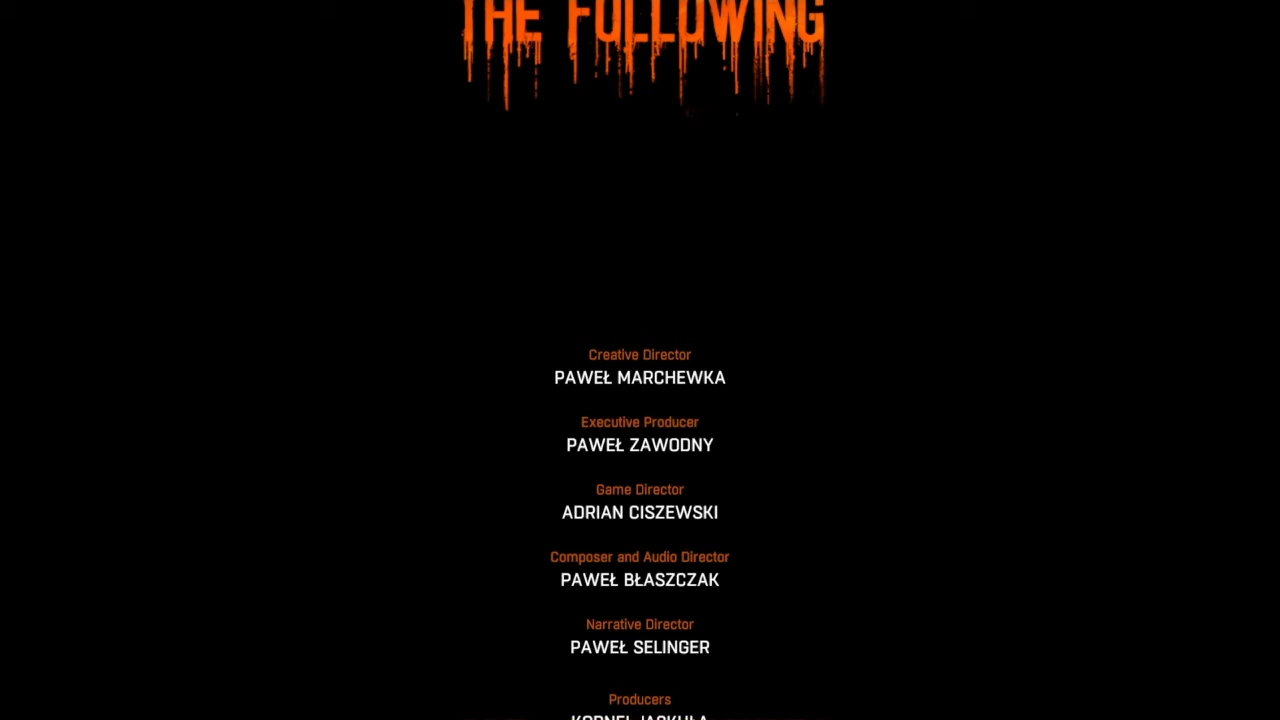 THE FOLLOWING
Creative Director
PAWEŁ MARCHEWKA
Executive Producer
PAWEŁ ZAWODNY
Game Director
ADRIAN CISZEWSKI
Composer and Audio Director
PAWEŁ BŁASZCZAK
Narrative Director
PAWEŁ SELINGER
Producers